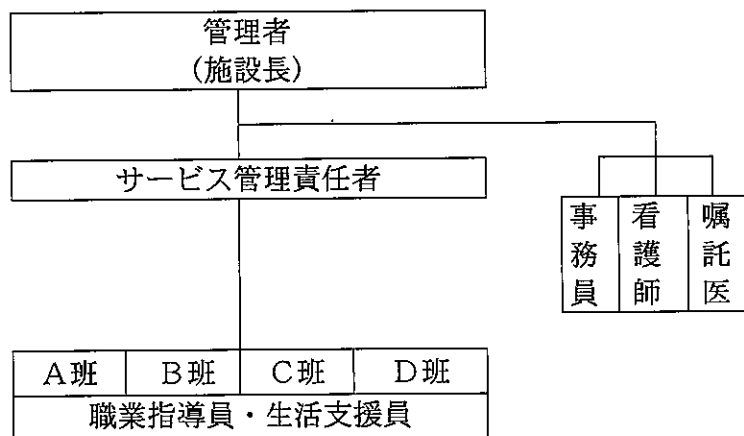 管理者
(施設長)
サービス管理責任者
事務員
看護師
嘱託医
A班
B班
C班
D班
職業指導員・生活支援員